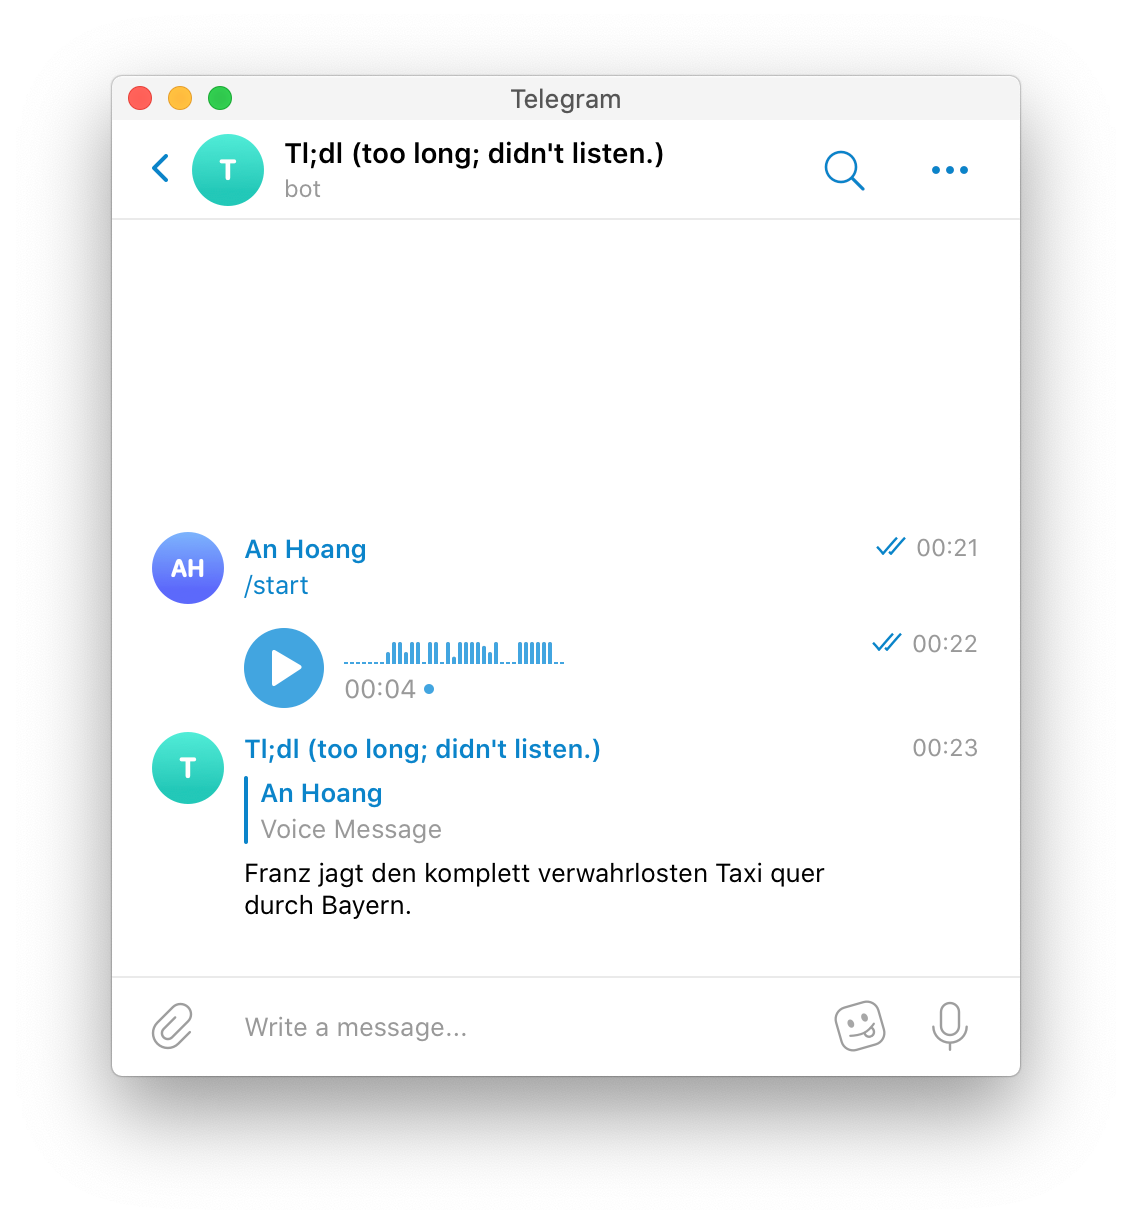 Telegram
T
Tl;dl (too long; didn't listen.)
bot
AH
An Hoang
00:21
/start
00:22
00:04
T
Tl;dl (too long; didn't listen.)
00:23
An Hoang
Voice Message
Franz jagt den komplett verwahrlosten Taxi quer
durch Bayern.
Write a message...